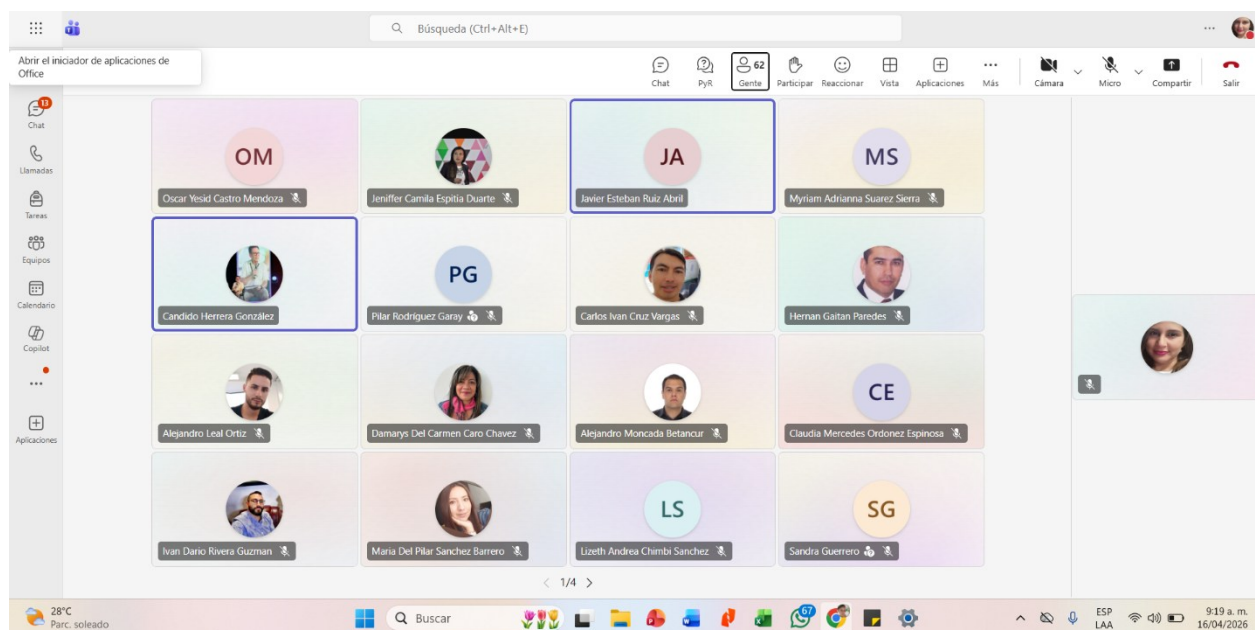 Búsqueda (Ctrl+Alt+E)
Abrir el iniciador de aplicaciones de
Office
62
Chat PyR Gente Participar Reaccionar Vista Aplicaciones Más Cámara Micro Compartir Salir
13
Chat
Llamadas
Tareas
Equipos
Calendario
Copilot
Aplicaciones
OM
Oscar Yesid Castro Mendoza
Jeniffer Camila Espitia Duarte
JA
Javier Esteban Ruiz Abril
MS
Myriam Adrianna Suarez Sierra
Candido Herrera González
PG
Pilar Rodríguez Garay
Carlos Ivan Cruz Vargas
Hernan Gaitan Paredes
Alejandro Leal Ortiz
Damarys Del Carmen Caro Chavez
Alejandro Moncada Betancur
CE
Claudia Mercedes Ordonez Espinosa
Ivan Dario Rivera Guzman
Maria Del Pilar Sanchez Barrero
LS
Lizeth Andrea Chimbi Sanchez
SG
Sandra Guerrero
1/4
28°C
Parc. soleado
Buscar
67
ESP
LAA
9:19 a. m.
16/04/2026